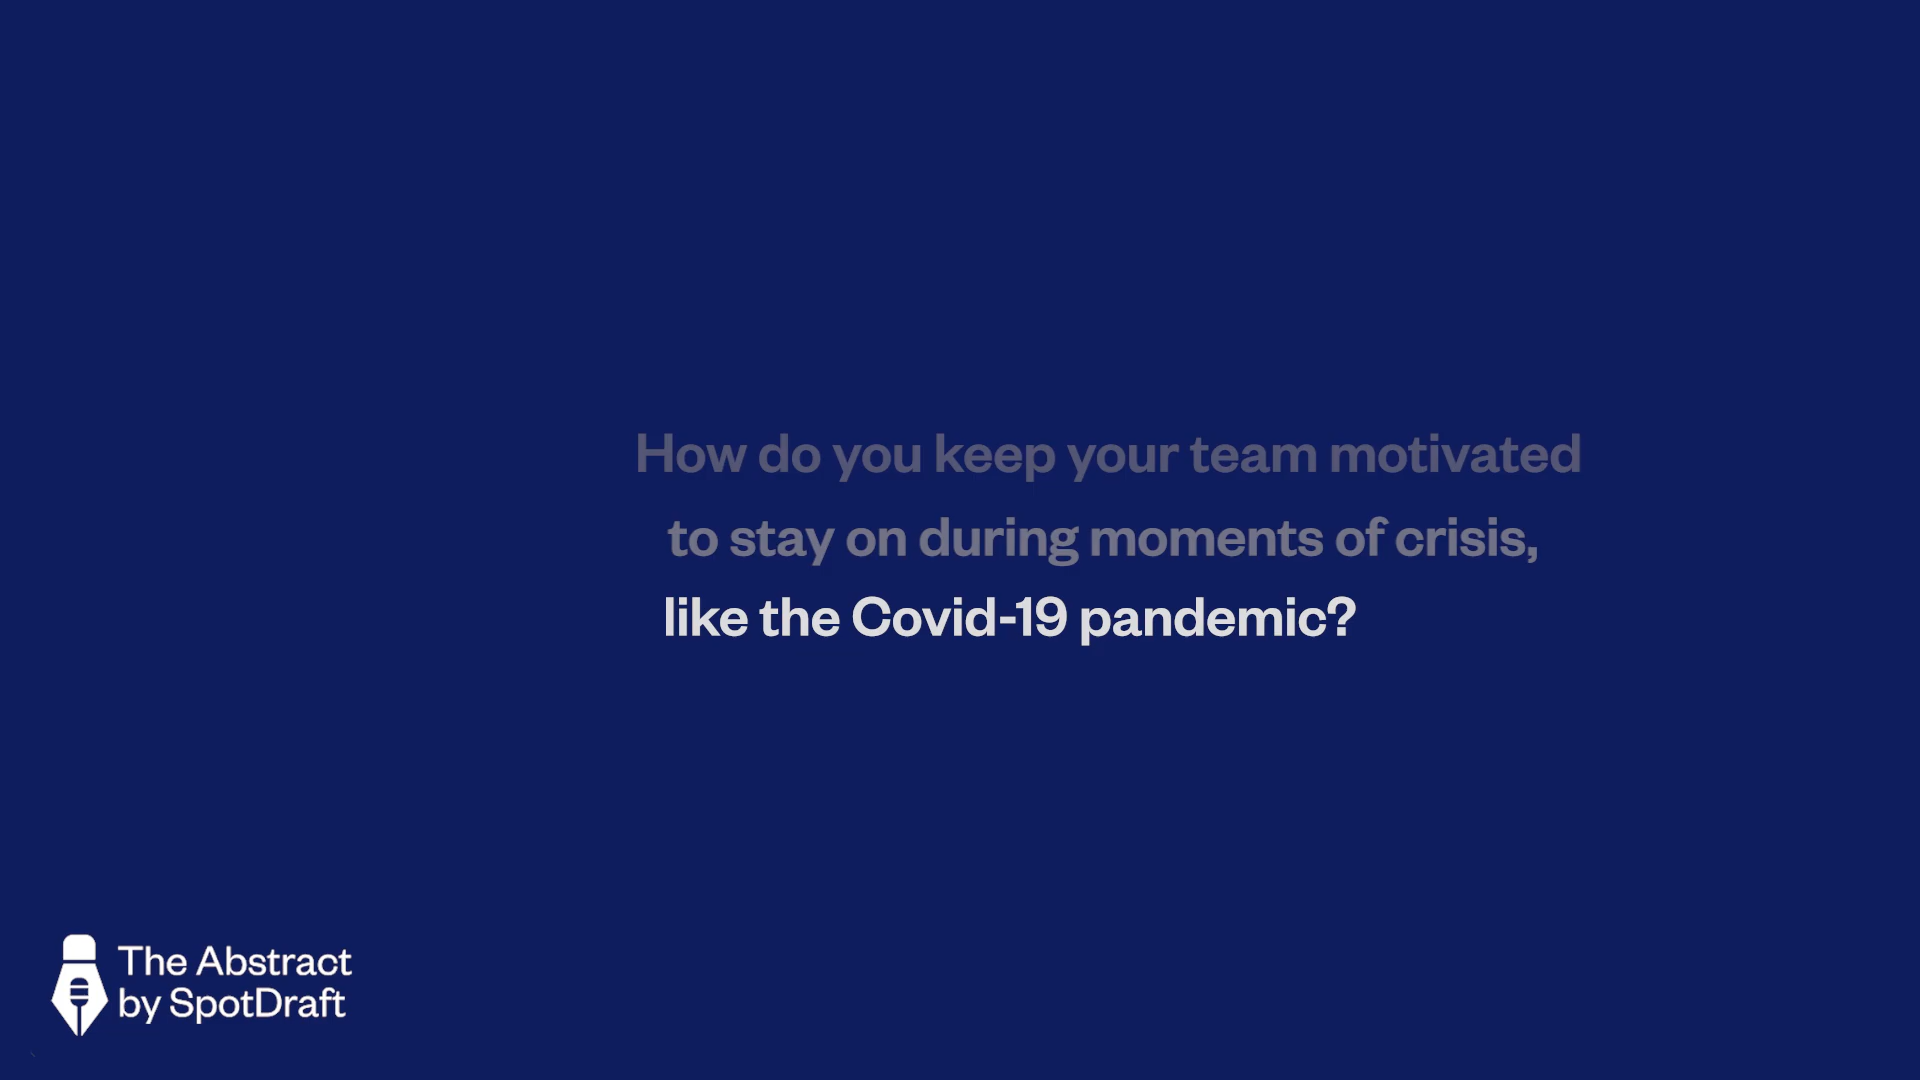 How do you keep your team motivated
to stay on during moments of crisis,
like the Covid-19 pandemic?
The Abstract
by SpotDraft